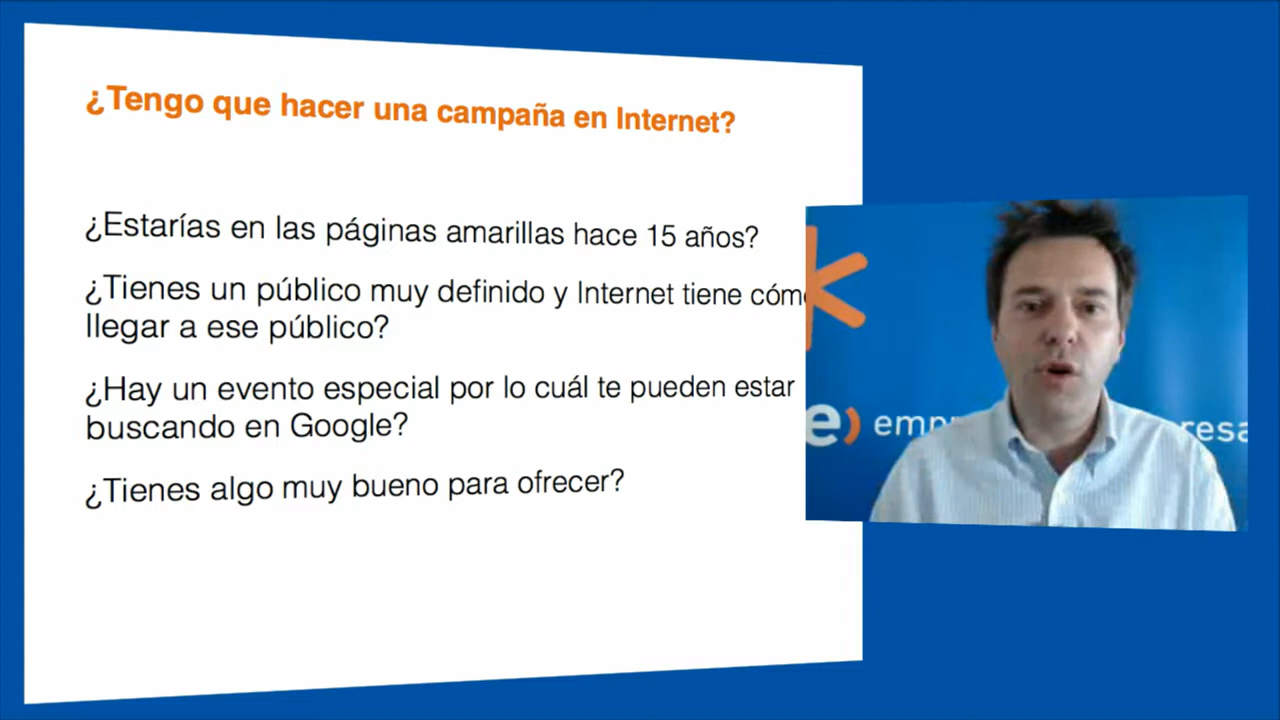 ¿Tengo que hacer una campaña en Internet?
¿Estarías en las páginas amarillas hace 15 años?
¿Tienes un público muy definido y Internet tiene
llegar a ese público?
¿Hay un evento especial por lo cuál te pueden estar
buscando en Google?
¿Tienes algo muy bueno para ofrecer?
e)